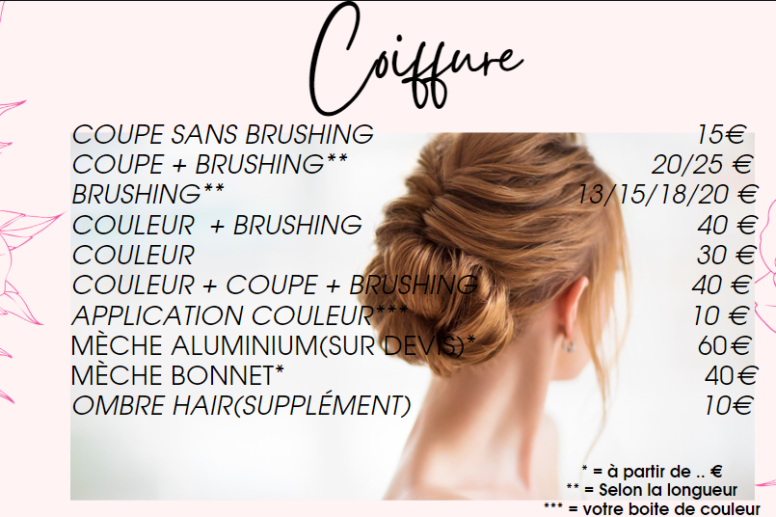 Coiffure
COUPE SANS BRUSHING 15€
COUPE + BRUSHING** 20/25 €
BRUSHING** 13/15/18/20 €
COULEUR + BRUSHING 40 €
COULEUR 30 €
COULEUR + COUPE + BRUSHING 40 €
APPLICATION COULEUR*** 10 €
MÈCHE ALUMINIUM(SUR DEVIS)* 60€
MÈCHE BONNET* 40€
OMBRE HAIR(SUPPLÉMENT) 10€
* = à partir de .. €
** = Selon la longueur
*** = votre boite de couleur